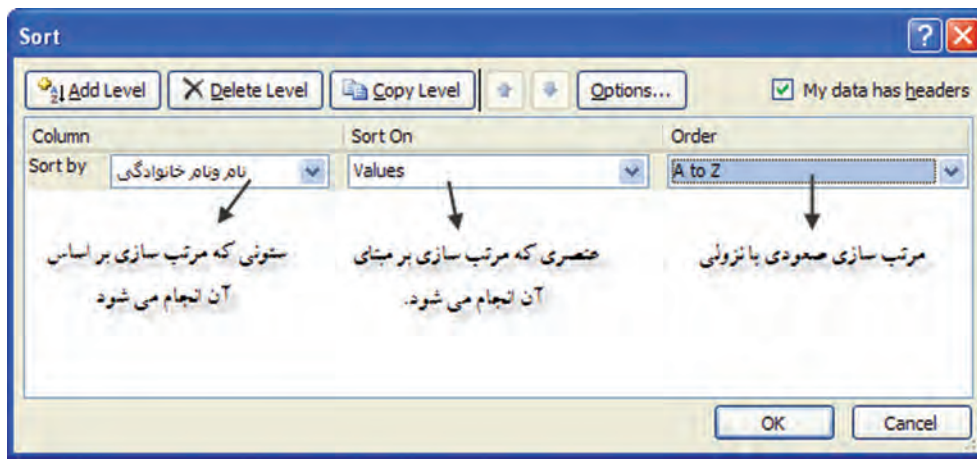 Sort
Add Level Delete Level Copy Level Options... My data has headers
Column Sort On Order
Sort by نام ونام خانوادگی Values A to Z
ستونی که مرتب سازی بر اساس
آن انجام می شود
عنصری که مرتب سازی بر مبنای
آن انجام می شود.
مرتب سازی صعودی یا نزولی
OK Cancel